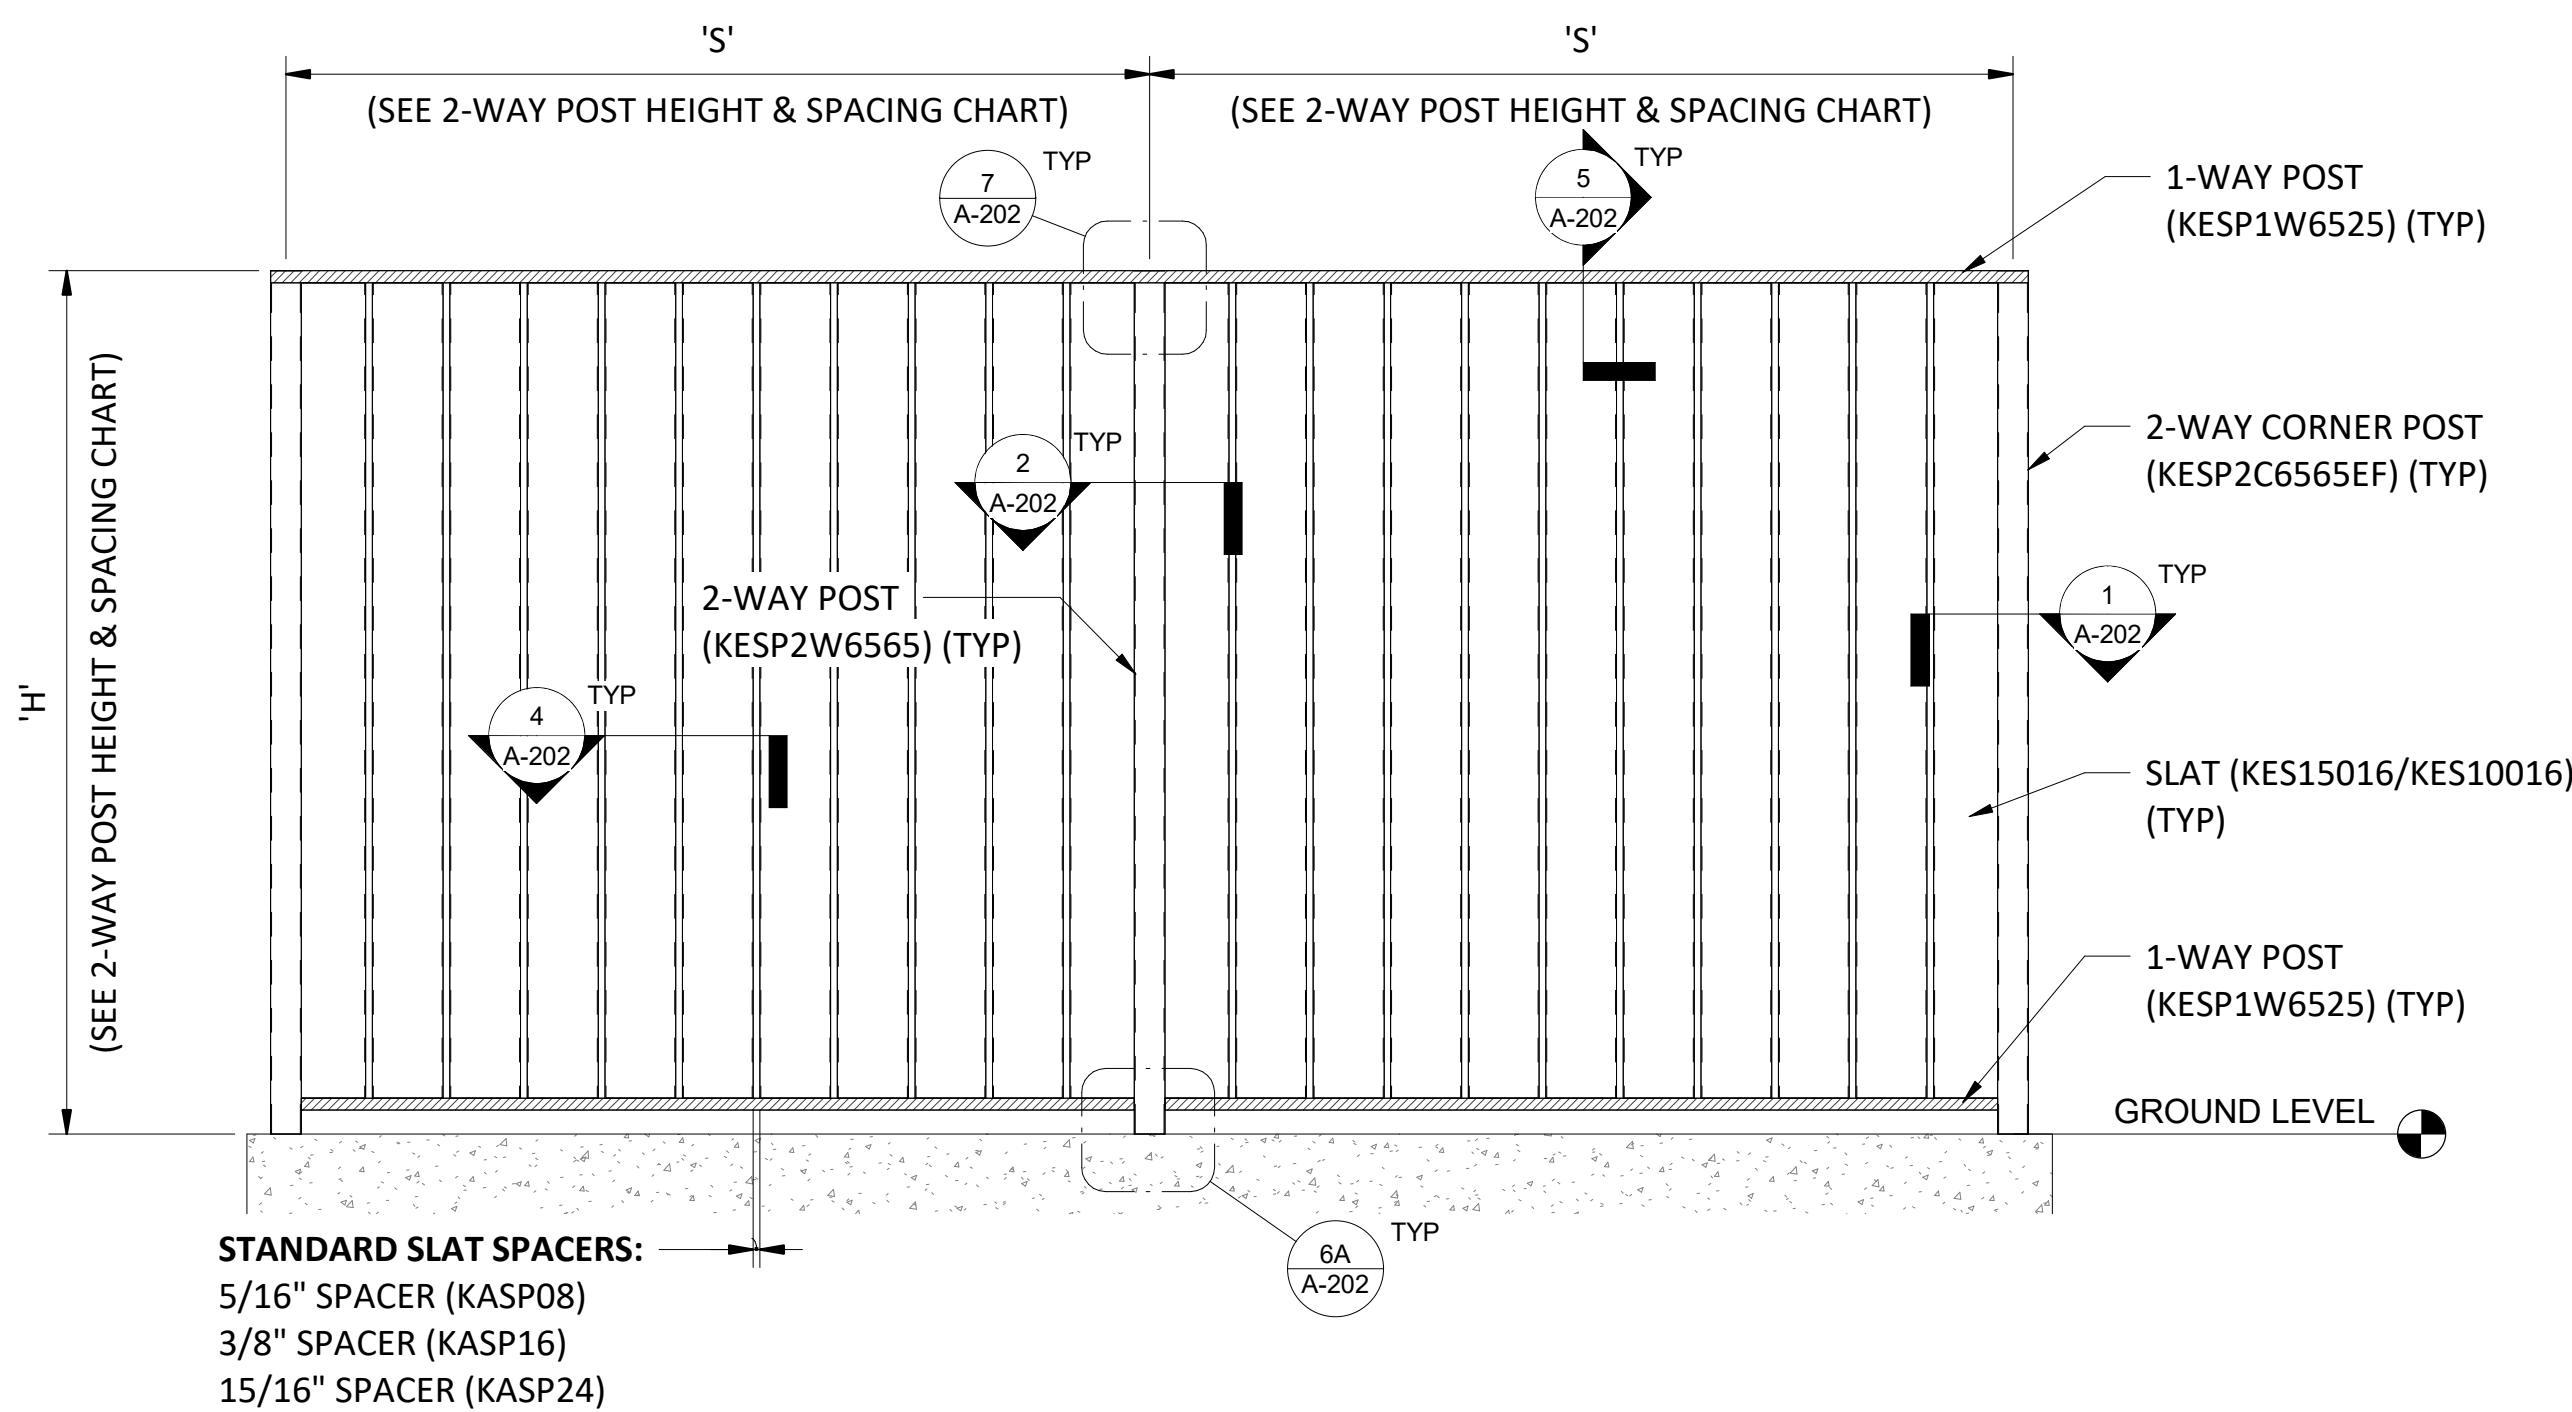 'S'
'S'
(SEE 2-WAY POST HEIGHT & SPACING CHART)
(SEE 2-WAY POST HEIGHT & SPACING CHART)
7
A-202
TYP
5
A-202
TYP
1-WAY POST
(KESP1W6525) (TYP)
'H'
(SEE 2-WAY POST HEIGHT & SPACING CHART)
2-WAY CORNER POST
(KESP2C6565EF) (TYP)
2
A-202
TYP
2-WAY POST
(KESP2W6565) (TYP)
1
A-202
TYP
4
A-202
TYP
SLAT (KES15016/KES10016)
(TYP)
1-WAY POST
(KESP1W6525) (TYP)
GROUND LEVEL
STANDARD SLAT SPACERS:
5/16" SPACER (KASP08)
3/8" SPACER (KASP16)
15/16" SPACER (KASP24)
6A
A-202
TYP